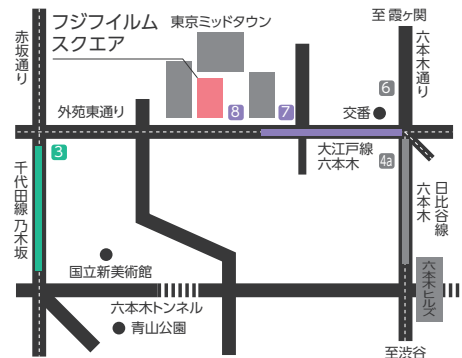 フジフイルム
スクエア
東京ミッドタウン
至 霞ヶ関
赤坂通り
六本木通り
6
外苑東通り
8
7
交番
3
大江戸線
六本木
4a
千代田線 乃木坂
日比谷線
六本木
国立新美術館
六本木ヒルズ
六本木トンネル
青山公園
至渋谷